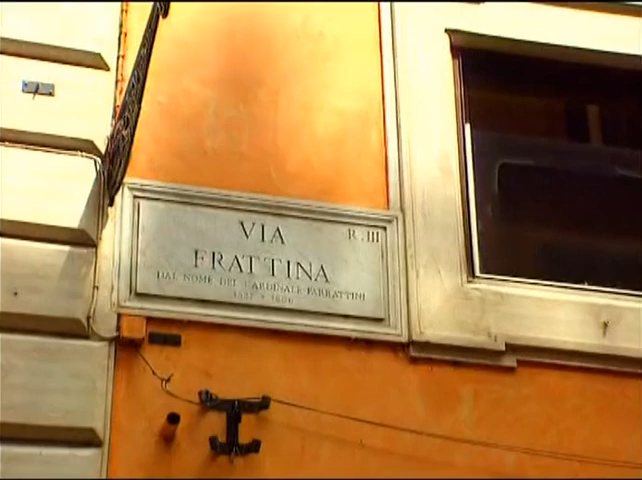 VIA
R. III
FRATTINA
DAL NOME DEL CARDINALE FARRATTINI